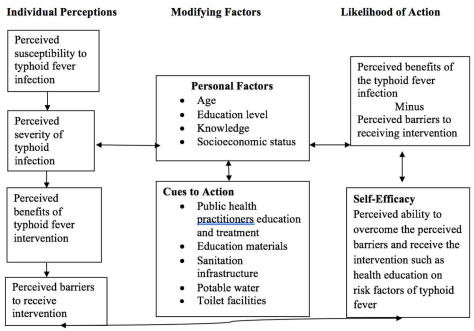 Individual Perceptions
Modifying Factors
Likelihood of Action
Perceived
susceptibility to
typhoid fever
infection
Perceived
severity of
typhoid
infection
Perceived
benefits of
typhoid fever
intervention
Perceived barriers
to receive
intervention
Personal Factors
• Age
• Education level
• Knowledge
• Socioeconomic status
Cues to Action
• Public health
practitioners education
and treatment
• Education materials
• Sanitation
infrastructure
• Potable water
• Toilet facilities
Perceived benefits of
the typhoid fever
infection
Minus
Perceived barriers to
receiving intervention
Self-Efficacy
Perceived ability to
overcome the perceived
barriers and receive the
intervention such as
health education on
risk factors of typhoid
fever